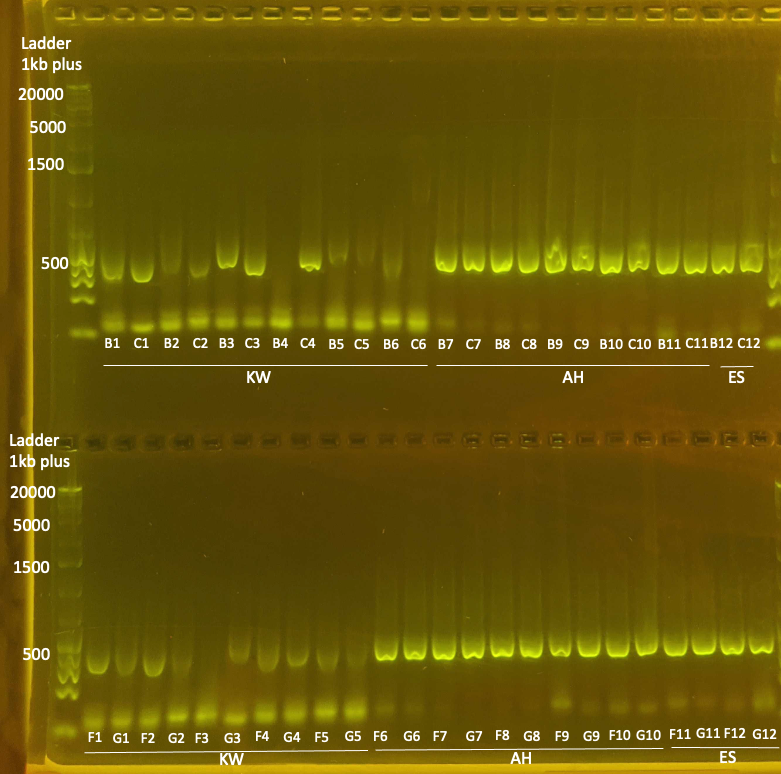 Ladder
1kb plus
20000
5000
1500
500
B1 C1 B2 C2 B3 C3 B4 C4 B5 C5 B6 C6 B7 C7 B8 C8 B9 C9 B10 C10 B11 C11 B12 C12
KW AH ES
Ladder
1kb plus
20000
5000
1500
500
F1 G1 F2 G2 F3 G3 F4 G4 F5 G5 F6 G6 F7 G7 F8 G8 F9 G9 F10 G10 F11 G11 F12 G12
KW AH ES